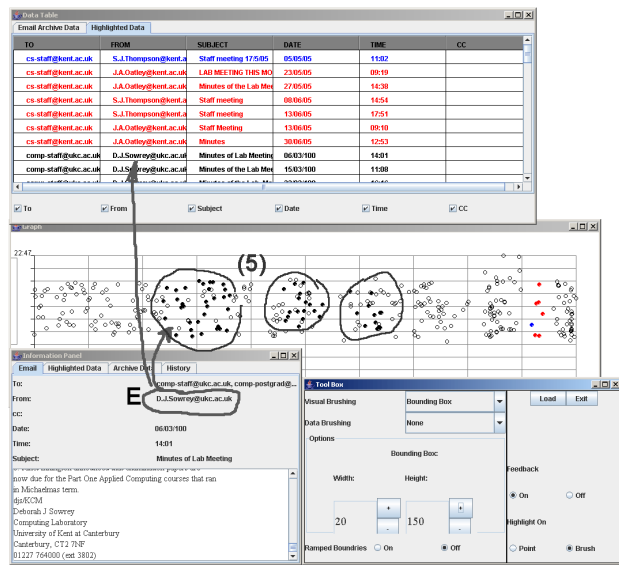 Data Table
Email Archive Data Highlighted Data
TO FROM SUBJECT DATE TIME CC
cs-staff@kent.ac.uk S.J.Thompson@kent.a Staff meeting 17/5/05 05/05/05 11:02
cs-staff@kent.ac.uk J.A.Oatley@kent.ac.uk LAB MEETING THIS MO 23/05/05 09:19
cs-staff@kent.ac.uk J.A.Oatley@kent.ac.uk Minutes of the Lab Mee 27/05/05 14:38
cs-staff@kent.ac.uk J.A.Oatley@kent.ac.uk Staff meeting 08/06/05 14:54
cs-staff@kent.ac.uk J.A.Oatley@kent.ac.uk Staff meeting 13/06/05 17:51
cs-staff@kent.ac.uk J.A.Oatley@kent.ac.uk Staff Meeting 13/06/05 09:10
cs-staff@kent.ac.uk J.A.Oatley@kent.ac.uk Minutes 30/06/05 12:53
comp-staff@ukc.ac.uk D.J.Sowrey@ukc.ac.uk Minutes of Lab Meeting 06/03/100 14:01
comp-staff@ukc.ac.uk D.J.Sowrey@ukc.ac.uk Minutes of the Lab Mee 15/03/100 11:08
To From Subject Date Time CC
Graph
22:47
(5)
Information Panel
Email Highlighted Data Archive Data History
To: comp-staff@ukc.ac.uk, comp-postgrad@...
E
From: D.J.Sowrey@ukc.ac.uk
cc:
Date: 06/03/100
Time: 14:01
Subject: Minutes of Lab Meeting
now due for the Part One Applied Computing courses that ran
in Michaelmas term.
djs/KCM
Deborah J Sowrey
Computing Laboratory
University of Kent at Canterbury
Canterbury, CT2 7NF
01227 764000 (ext 3802)
Tool Box
Visual Brushing Bounding Box Load Exit
Data Brushing None
Options
Bounding Box:
Width: Height:
20 + - 150 + -
Ramped Boundries On Off
Feedback
On Off
Highlight On
Point Brush